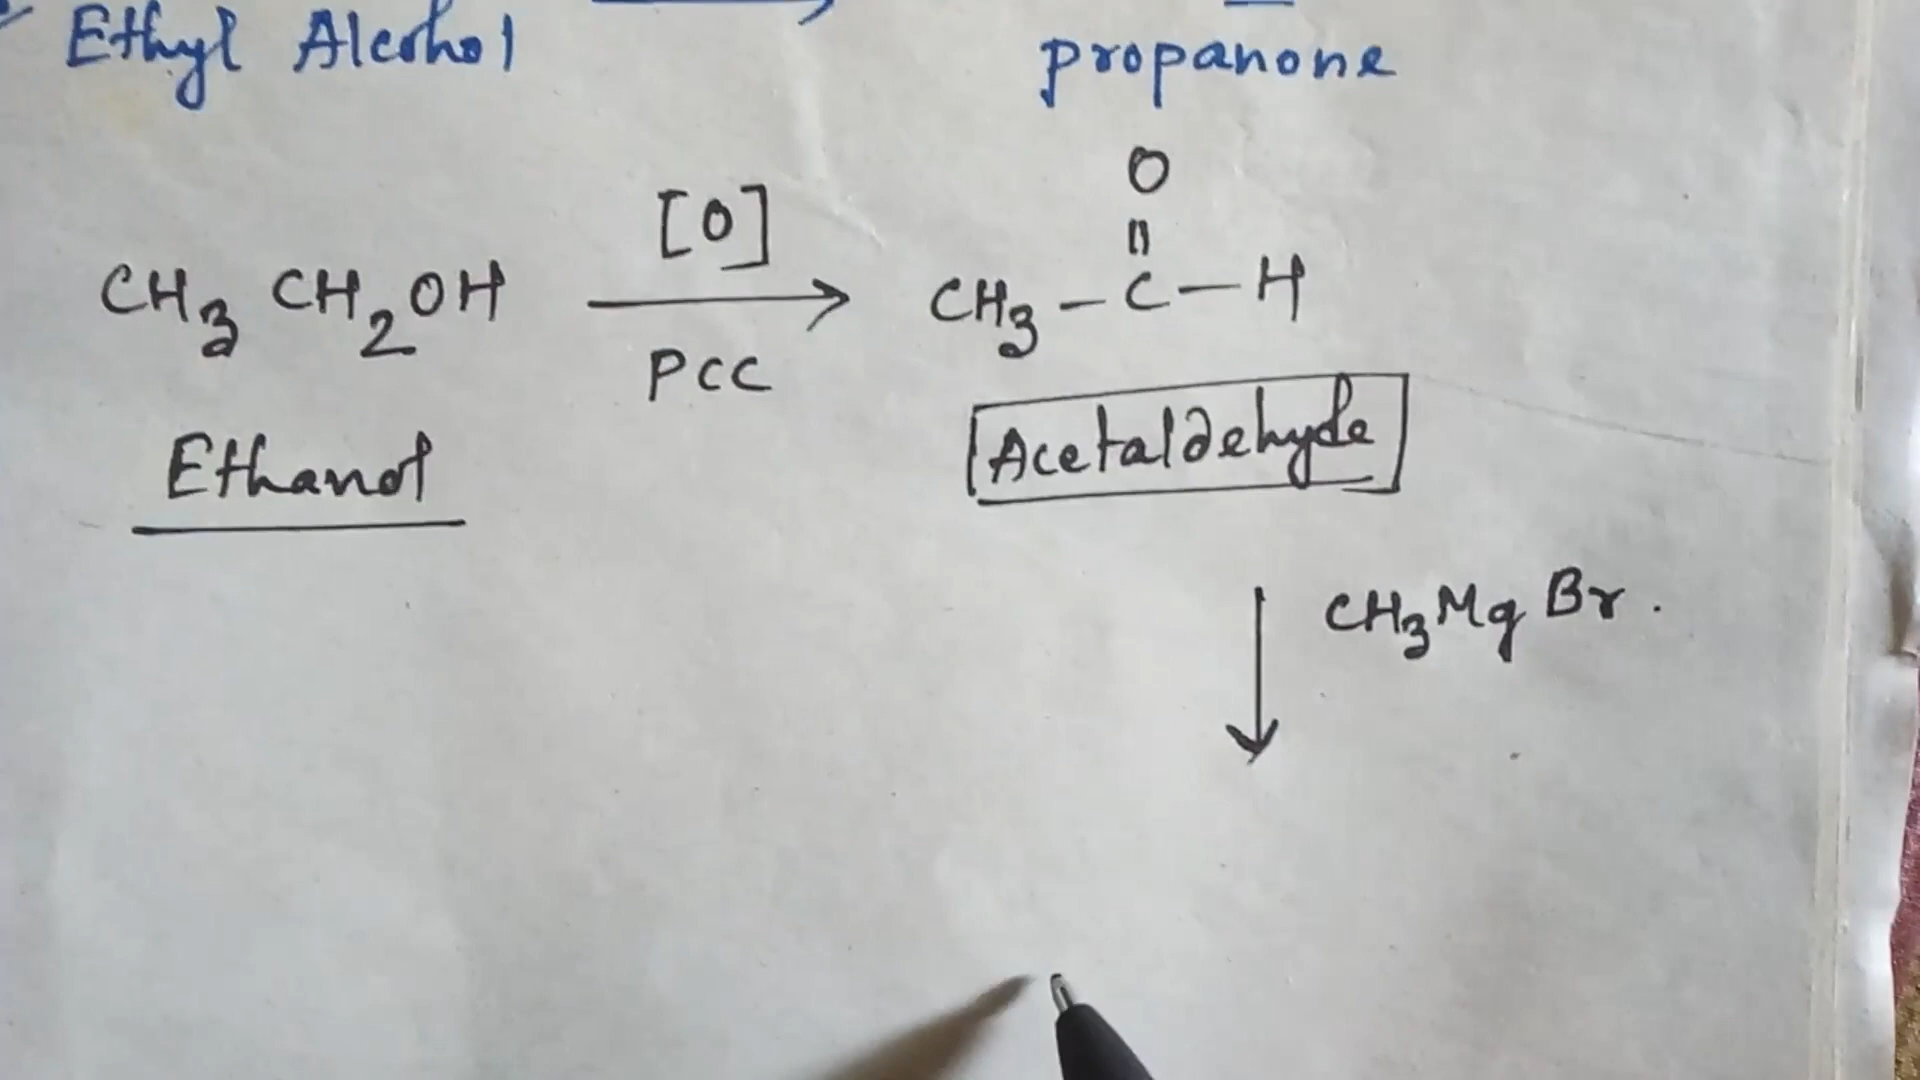 Ethyl Alcohol → propanone
[O]
O
||
CH3 CH2OH → CH3 - C - H
PCC
Ethanol
Acetaldehyde
↓ CH3MgBr.